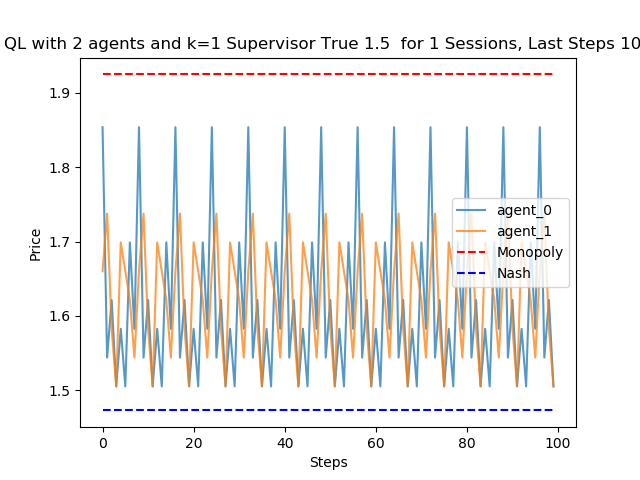 QL with 2 agents and k=1 Supervisor True 1.5  for 1 Sessions, Last Steps 10
Price
1.9
1.8
1.7
1.6
1.5
agent_0
agent_1
Monopoly
Nash
0 20 40 60 80 100
Steps